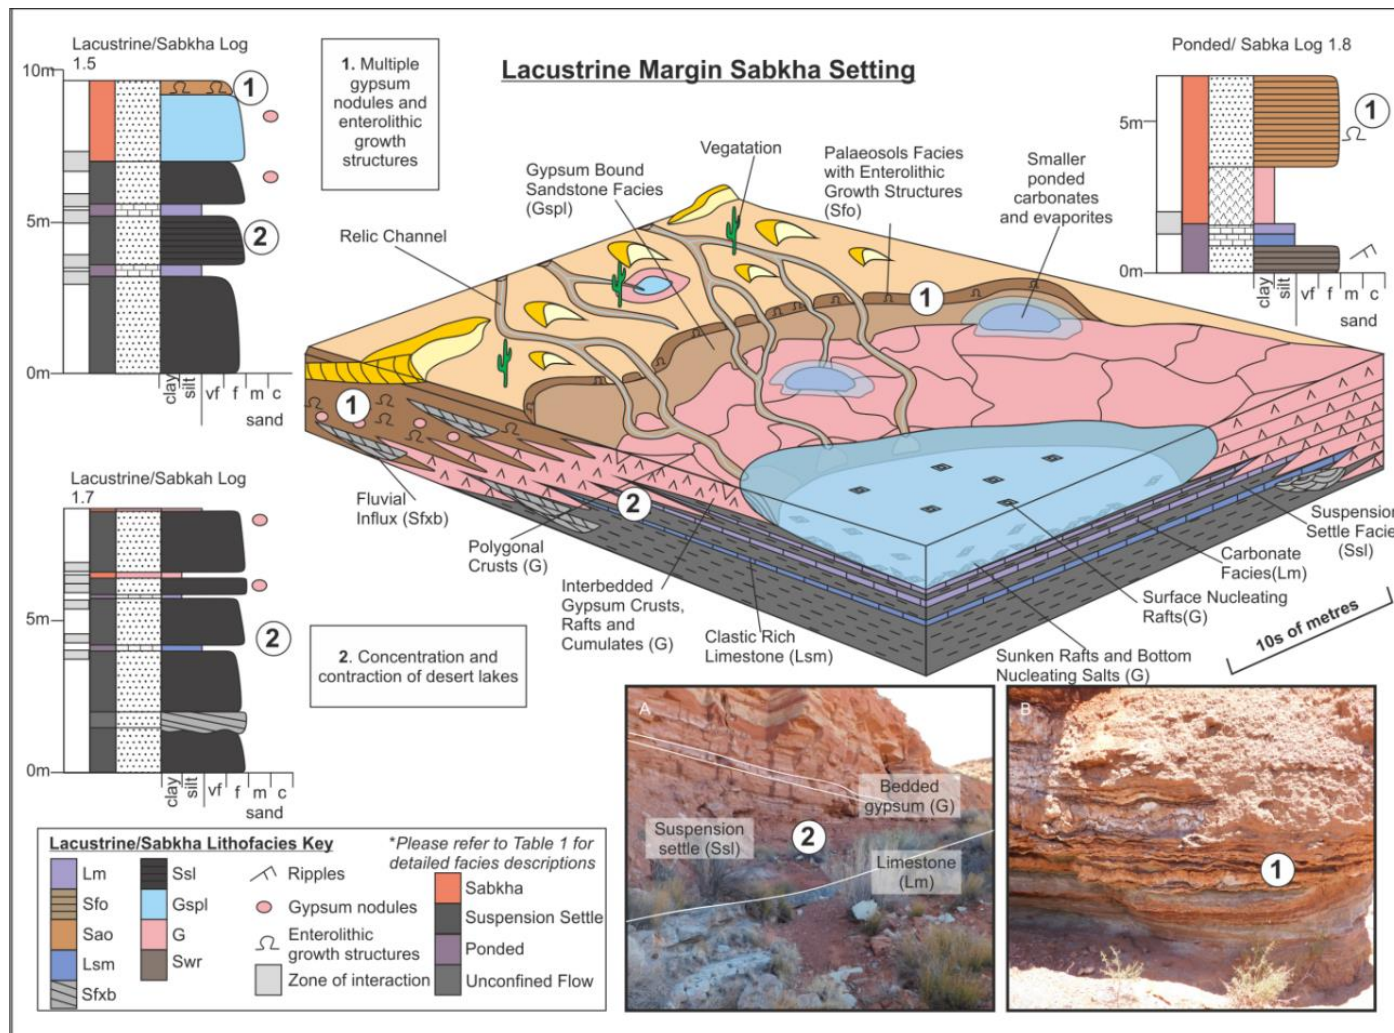 Lacustrine Margin Sabkha Setting
Lacustrine/Sabkha Log
1.5
10m
5m
0m
clay
silt
vf
f
m
c
sand
1
2
1. Multiple
gypsum
nodules and
enterolithic
growth
structures
Ponded/ Sabka Log 1.8
5m
0m
clay
silt
vf
f
m
c
sand
1
Relic Channel
Gypsum Bound
Sandstone Facies
(Gspl)
Vegatation
Palaeosols Facies
with Enterolithic
Growth Structures
(Sfo)
Smaller
ponded
carbonates
and evaporites
1
1
2
Fluvial
Influx (Sfxb)
Polygonal
Crusts (G)
Interbedded
Gypsum Crusts,
Rafts and
Cumulates (G)
Clastic Rich
Limestone (Lsm)
Sunken Rafts and Bottom
Nucleating Salts (G)
Surface Nucleating
Rafts(G)
Carbonate
Facies(Lm)
Suspension
Settle Facie
(Ssl)
10s of metres
Lacustrine/Sabkah Log
1.7
5m
0m
clay
silt
vf
f
m
c
sand
2
2. Concentration and
contraction of desert lakes
Lacustrine/Sabkha Lithofacies Key
*Please refer to Table 1 for
detailed facies descriptions
Lm
Sfo
Sao
Lsm
Sfxb
Ssl
Gspl
G
Swr
Ripples
Gypsum nodules
Enterolithic
growth structures
Zone of interaction
Sabkha
Suspension Settle
Ponded
Unconfined Flow
A
Bedded
gypsum (G)
Suspension
settle (Ssl)
2
Limestone
(Lm)
B
1